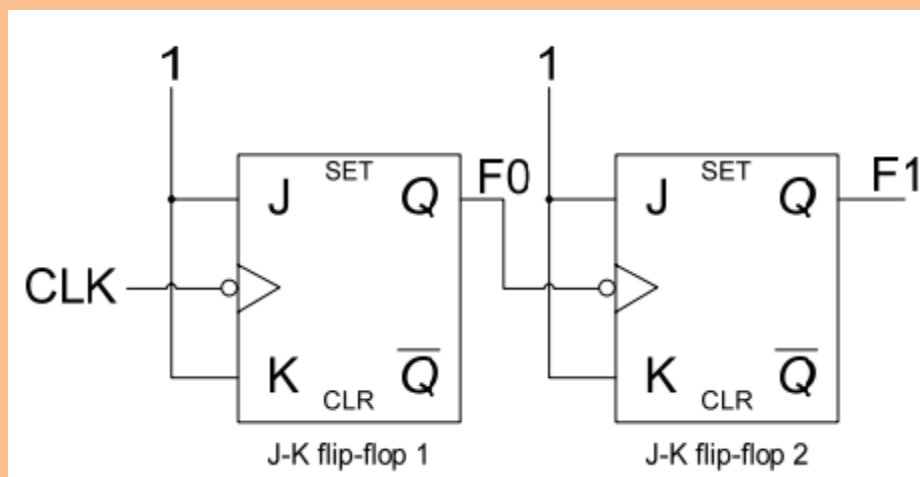 1 1
SET SET
J Q F0 J Q F1
CLK
K Q K Q
CLR CLR
J-K flip-flop 1 J-K flip-flop 2